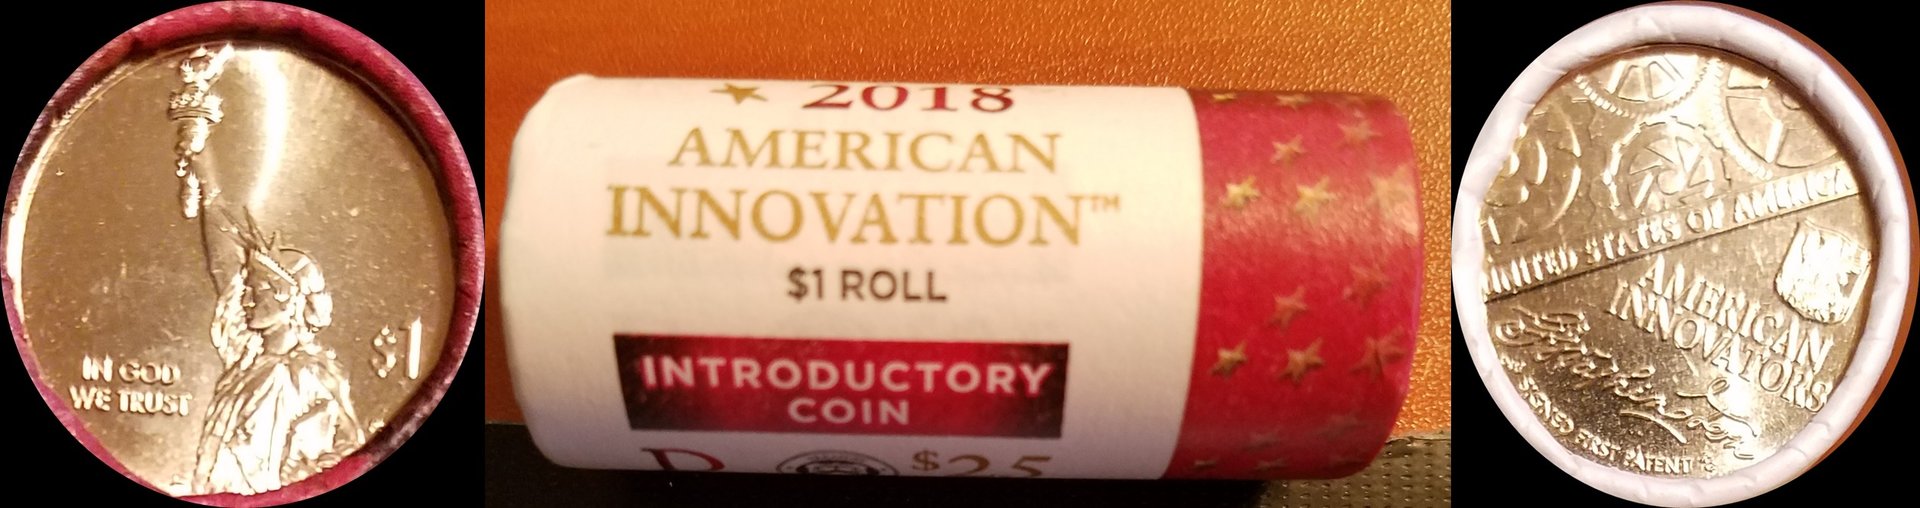 IN GOD
WE TRUST
$1
2018
AMERICAN
INNOVATION™
$1 ROLL
INTRODUCTORY
COIN
D
$25
UNITED STATES OF AMERICA
AMERICAN
INNOVATORS
SIGNED FIRST PATENT